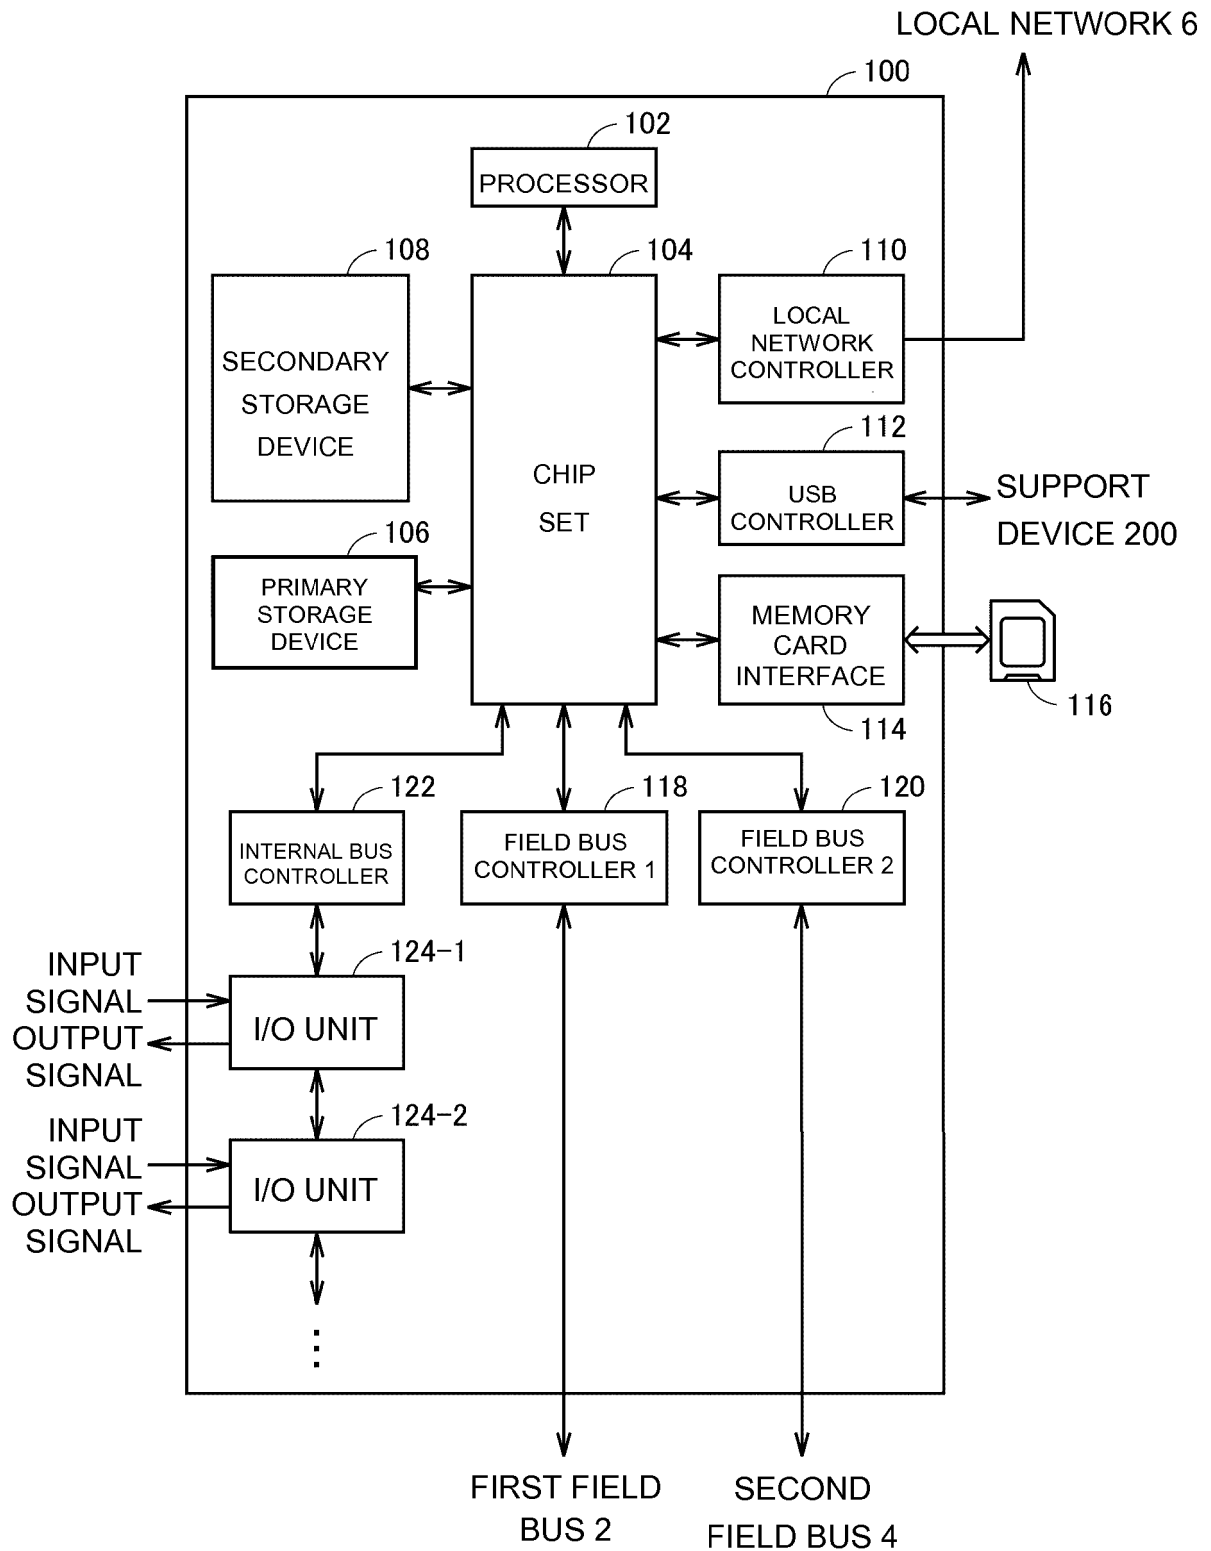 LOCAL NETWORK 6
100
102
PROCESSOR
108
104
110
SECONDARY
STORAGE
DEVICE
CHIP
SET
LOCAL
NETWORK
CONTROLLER
112
USB
CONTROLLER
SUPPORT
DEVICE 200
106
PRIMARY
STORAGE
DEVICE
MEMORY
CARD
INTERFACE
114
116
122
118
120
INTERNAL BUS
CONTROLLER
FIELD BUS
CONTROLLER 1
FIELD BUS
CONTROLLER 2
124-1
INPUT
SIGNAL
OUTPUT
SIGNAL
I/O UNIT
124-2
INPUT
SIGNAL
OUTPUT
SIGNAL
I/O UNIT
⋮
FIRST FIELD
BUS 2
SECOND
FIELD BUS 4